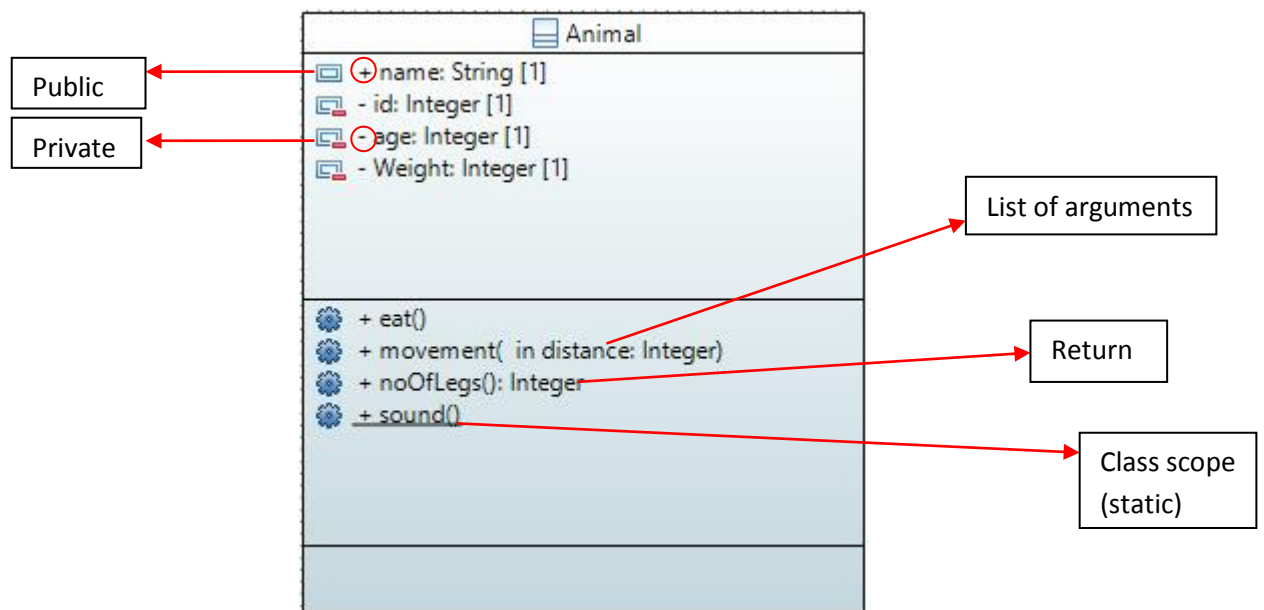 Animal
+ name: String [1]
- id: Integer [1]
- age: Integer [1]
- Weight: Integer [1]
Public
Private
List of arguments
+ eat()
+ movement( in distance: Integer)
+ noOfLegs(): Integer
+ sound()
Return
Class scope
(static)